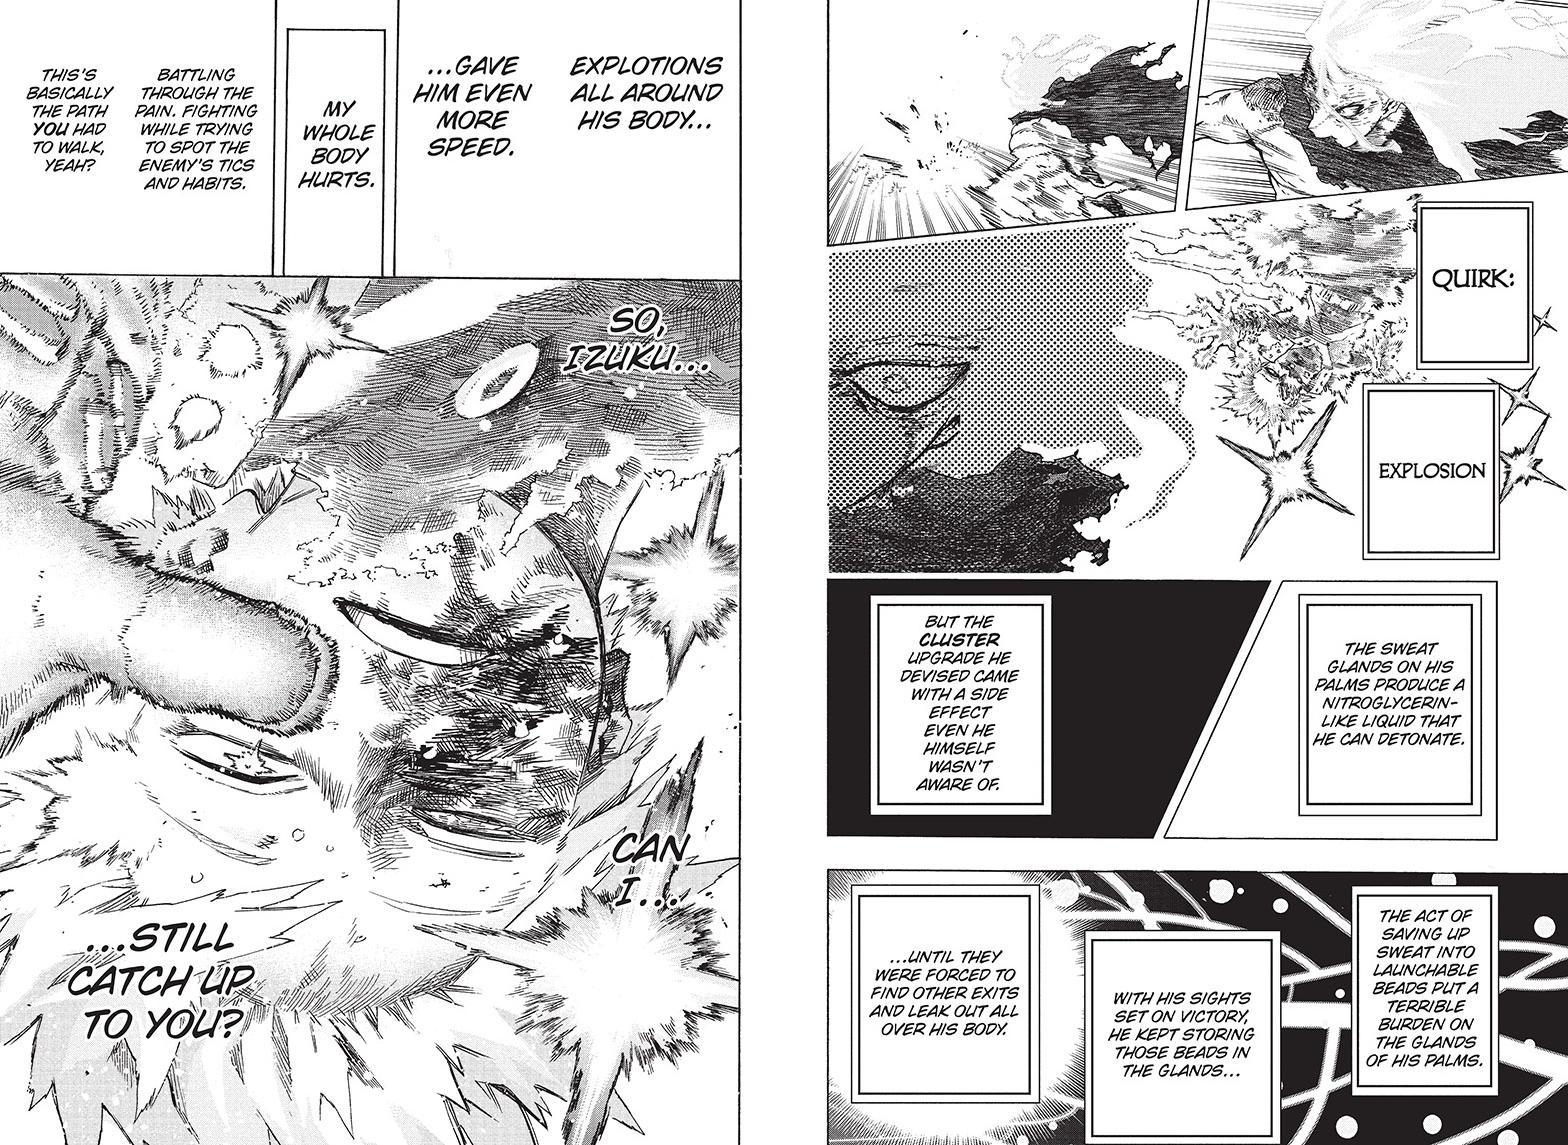 QUIRK:
EXPLOSION
THE SWEAT
GLANDS ON HIS
PALMS PRODUCE A
NITROGLYCERIN-
LIKE LIQUID THAT
HE CAN DETONATE.
BUT THE
CLUSTER
UPGRADE HE
DEVISED CAME
WITH A SIDE
EFFECT
EVEN HE
HIMSELF
WASN'T
AWARE OF.
THE ACT OF
SAVING UP
SWEAT INTO
LAUNCHABLE
BEADS PUT A
TERRIBLE
BURDEN ON
THE GLANDS
OF HIS PALMS.
WITH HIS SIGHTS
SET ON VICTORY,
HE KEPT STORING
THOSE BEADS IN
THE GLANDS...
...UNTIL THEY
WERE FORCED TO
FIND OTHER EXITS
AND LEAK OUT ALL
OVER HIS BODY.
EXPLOTIONS
ALL AROUND
HIS BODY...
...GAVE
HIM EVEN
MORE
SPEED.
MY
WHOLE
BODY
HURTS.
BATTLING
THROUGH THE
PAIN. FIGHTING
WHILE TRYING
TO SPOT THE
ENEMY'S TICS
AND HABITS.
THIS'S
BASICALLY
THE PATH
YOU HAD
TO WALK,
YEAH?
SO,
IZUKU...
CAN
I...
...STILL
CATCH UP
TO YOU?